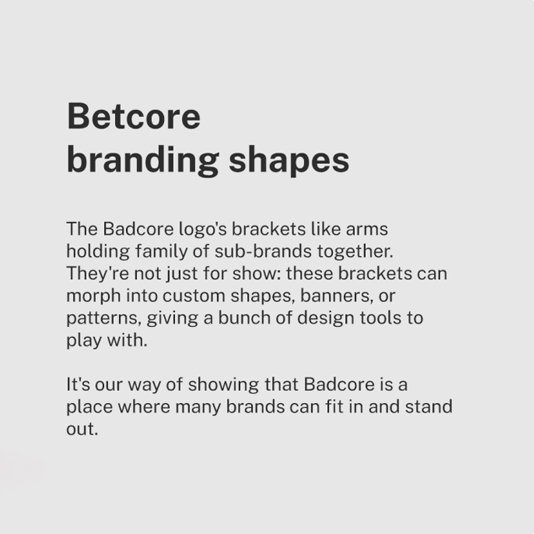 Betcore
branding shapes
The Badcore logo's brackets like arms
holding family of sub-brands together.
They're not just for show: these brackets can
morph into custom shapes, banners, or
patterns, giving a bunch of design tools to
play with.
It's our way of showing that Badcore is a
place where many brands can fit in and stand
out.